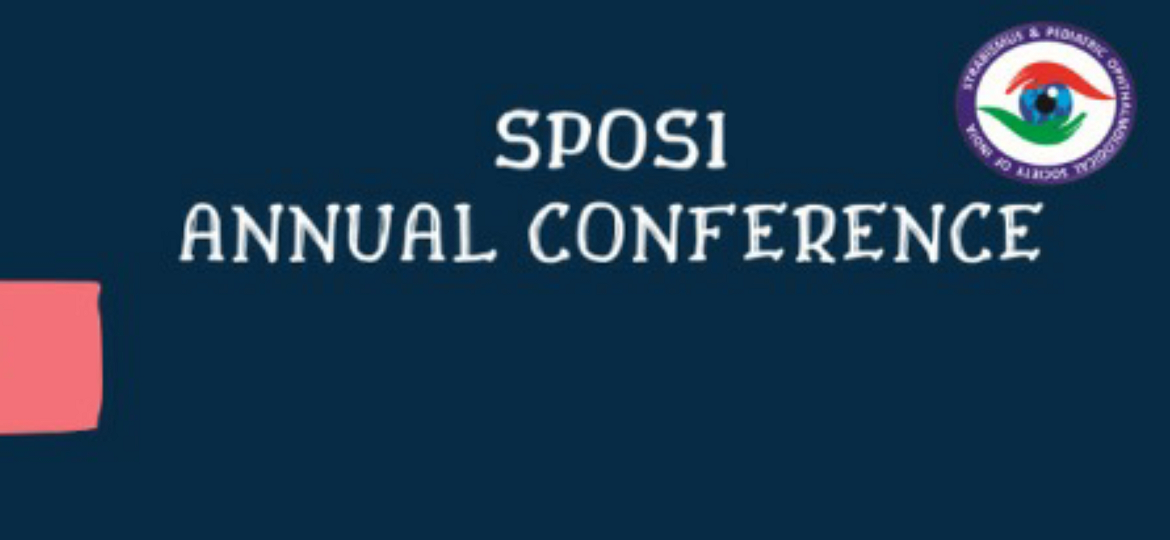 SPOSI
ANNUAL CONFERENCE
STRABISMUS & PEDIATRIC OPHTHALMOLOGICAL SOCIETY OF INDIA